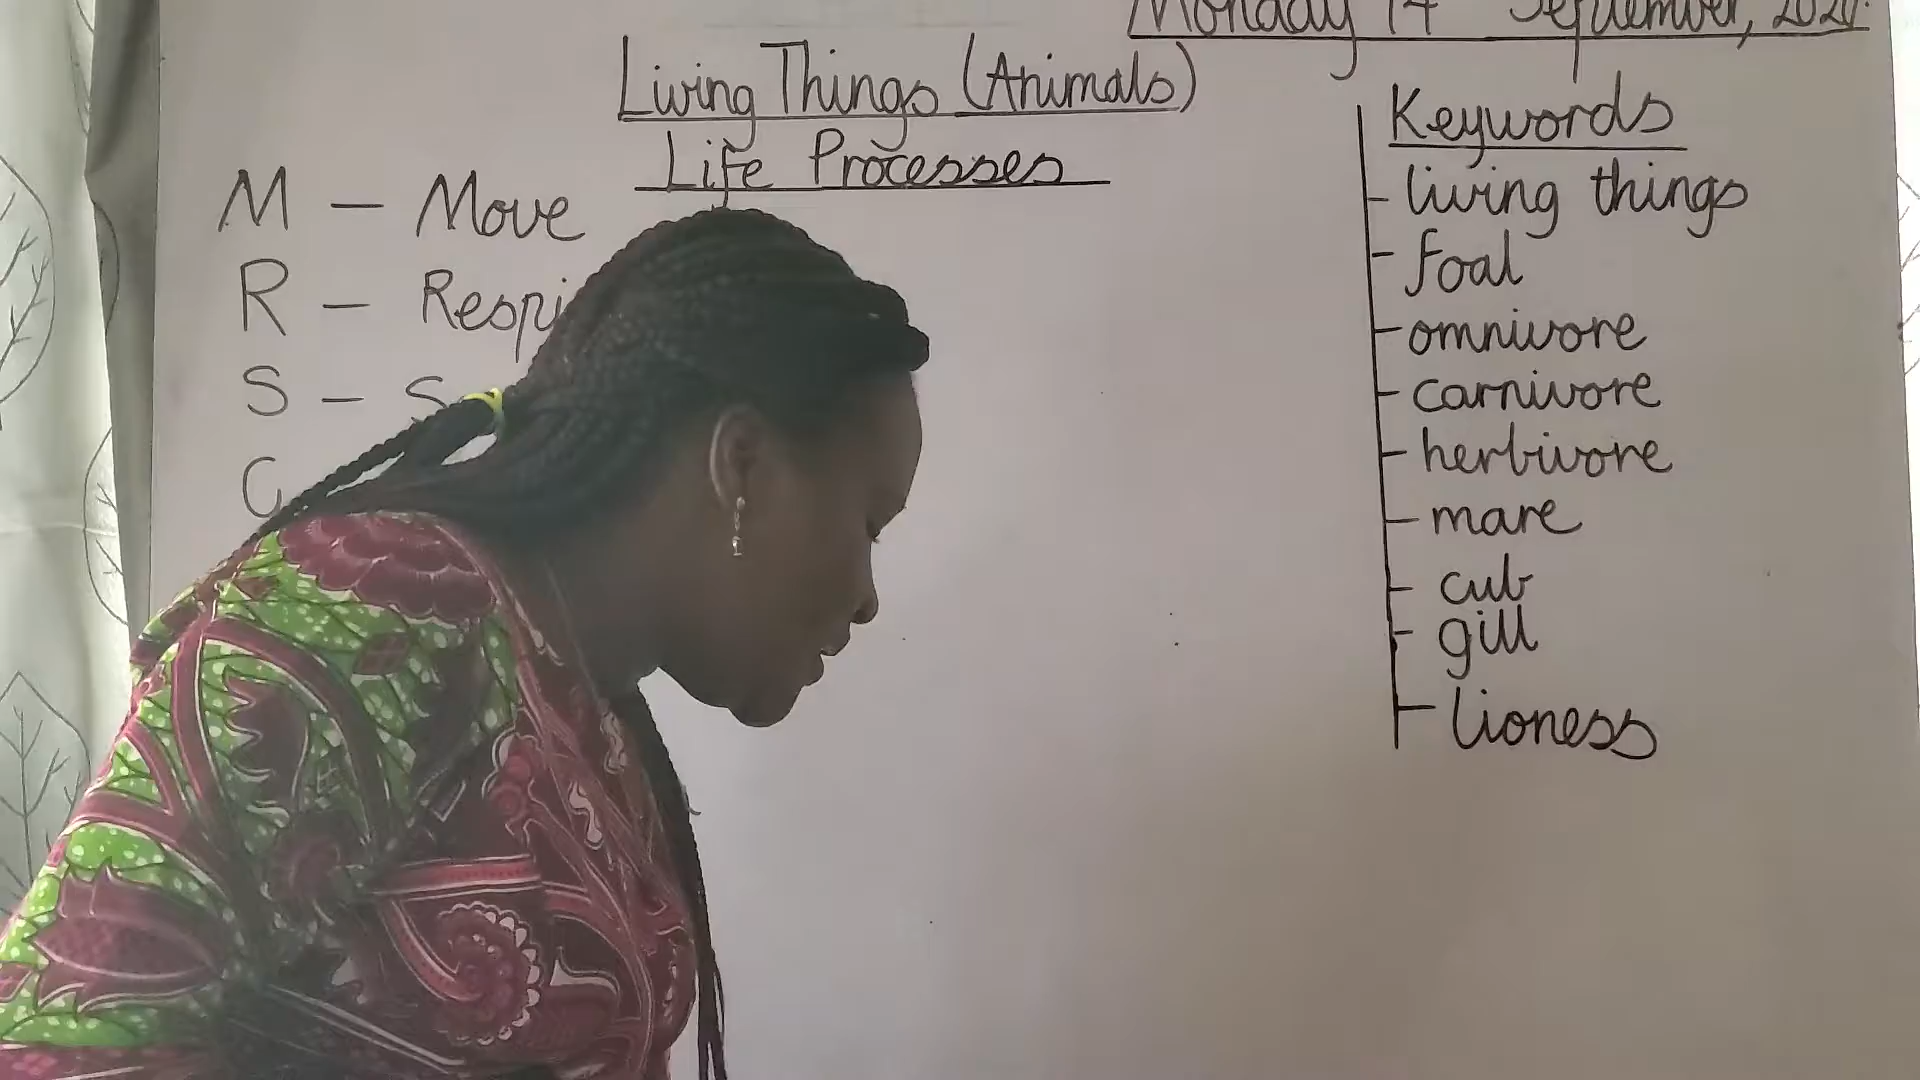 Monday 14 September, 2020.
Living Things (Animals)
Life Processes
M - Move
R - Respi
S - S
C
Keywords
- living things
- foal
- omnivore
- carnivore
- herbivore
- mare
- cub
- gill
- lioness